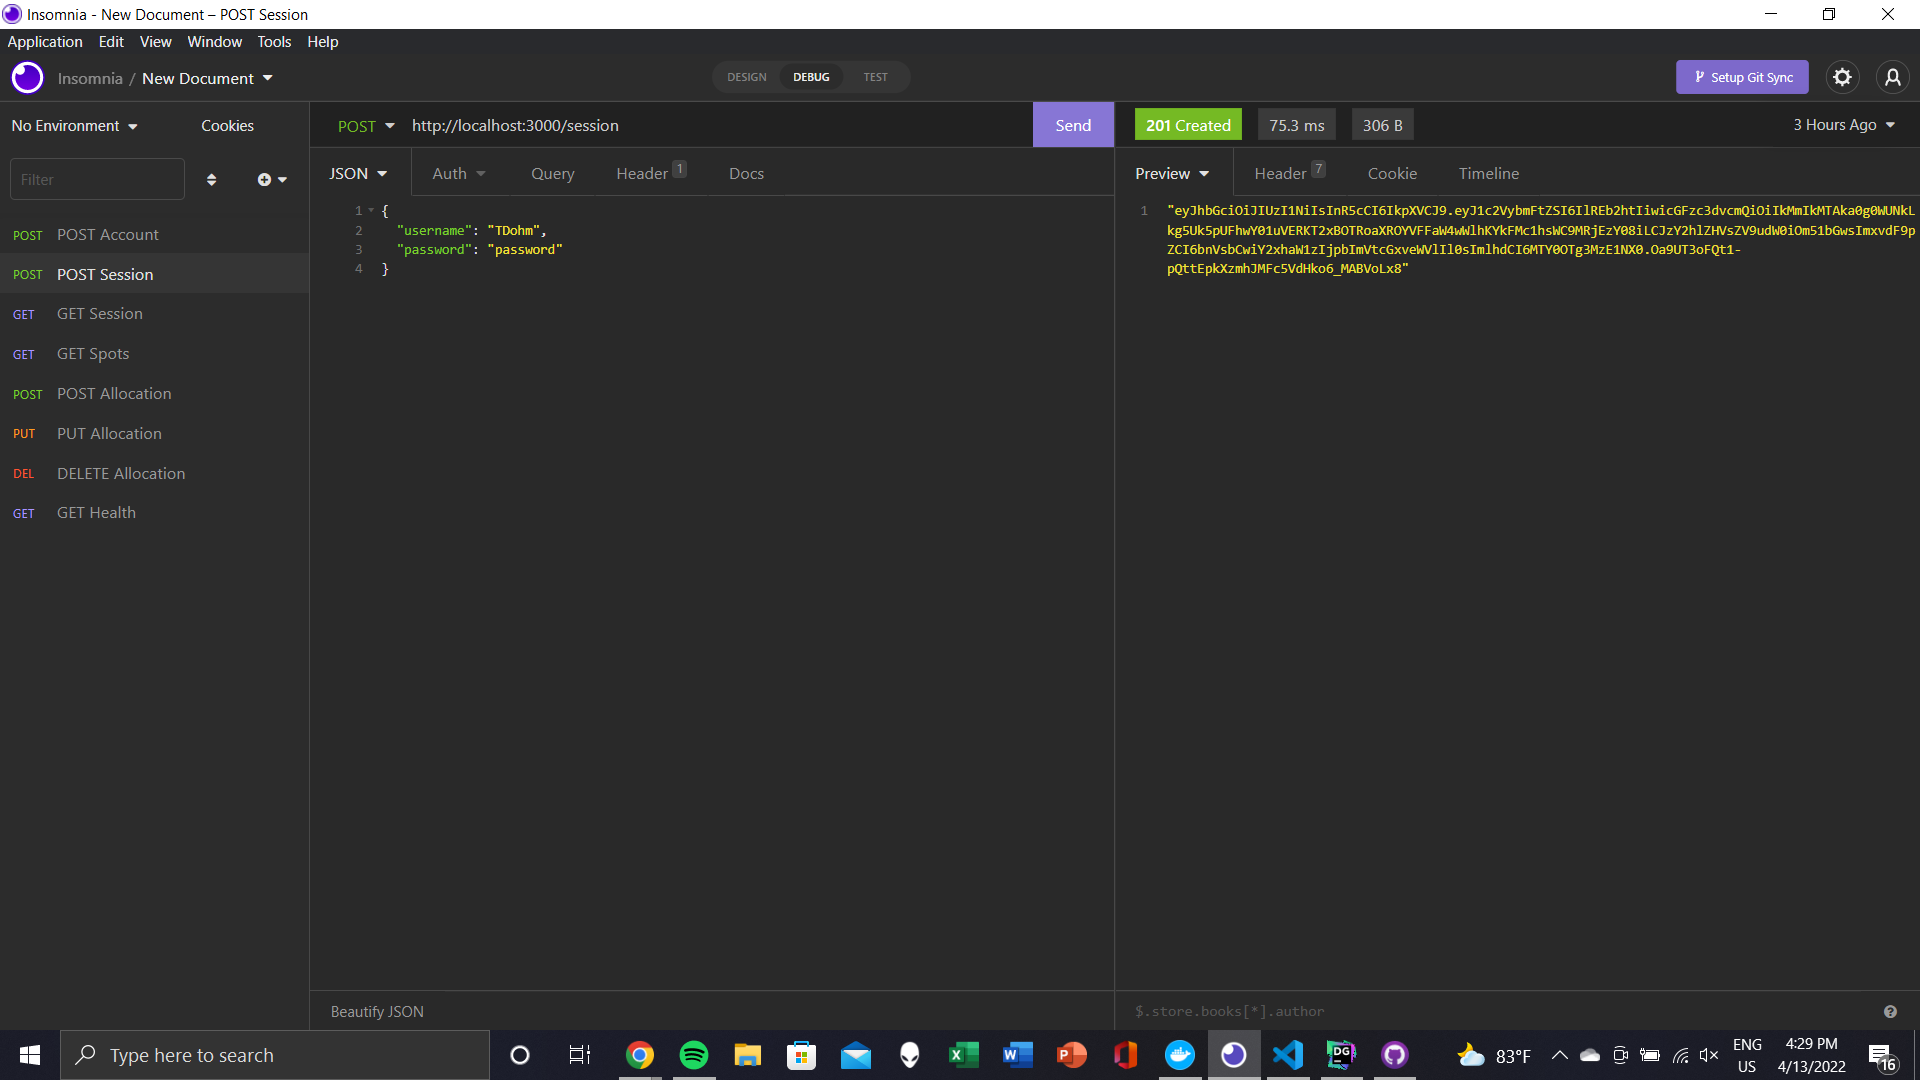 Insomnia - New Document – POST Session
Application Edit View Window Tools Help
Insomnia / New Document
DESIGN DEBUG TEST
Setup Git Sync
No Environment Cookies
POST http://localhost:3000/session Send
201 Created 75.3 ms 306 B 3 Hours Ago
Filter
JSON Auth Query Header 1 Docs
Preview Header 7 Cookie Timeline
POST POST Account
POST POST Session
GET GET Session
GET GET Spots
POST POST Allocation
PUT PUT Allocation
DEL DELETE Allocation
GET GET Health
1 {
2 "username": "TDohm",
3 "password": "password"
4 }
1 "eyJhbGciOiJIUzI1NiIsInR5cCI6IkpXVCJ9.eyJ1c2VybmFtZSI6IlREb2htIiwicGFzc3dvcmQiOiIkMmIkMTAka0g0WUNkL
kg5Uk5pUFhwY01uVERKT2xBOTRoaXROYVFFaW4wWlhKYkFMc1hsWC9MRjEzY08iLCJzY2hlZHVsZV9udW0iOm51bGwsImxvdF9p
ZCI6bnVsbCwiY2xhaW1zIjpbImVtcGxveWVlIl0sImlhdCI6MTY0OTg3MzE1NX0.Oa9UT3oFQt1-
pQttEpkXzmhJMFc5VdHko6_MABVoLx8"
Beautify JSON
$.store.books[*].author
Type here to search
83°F
ENG
US
4:29 PM
4/13/2022
16